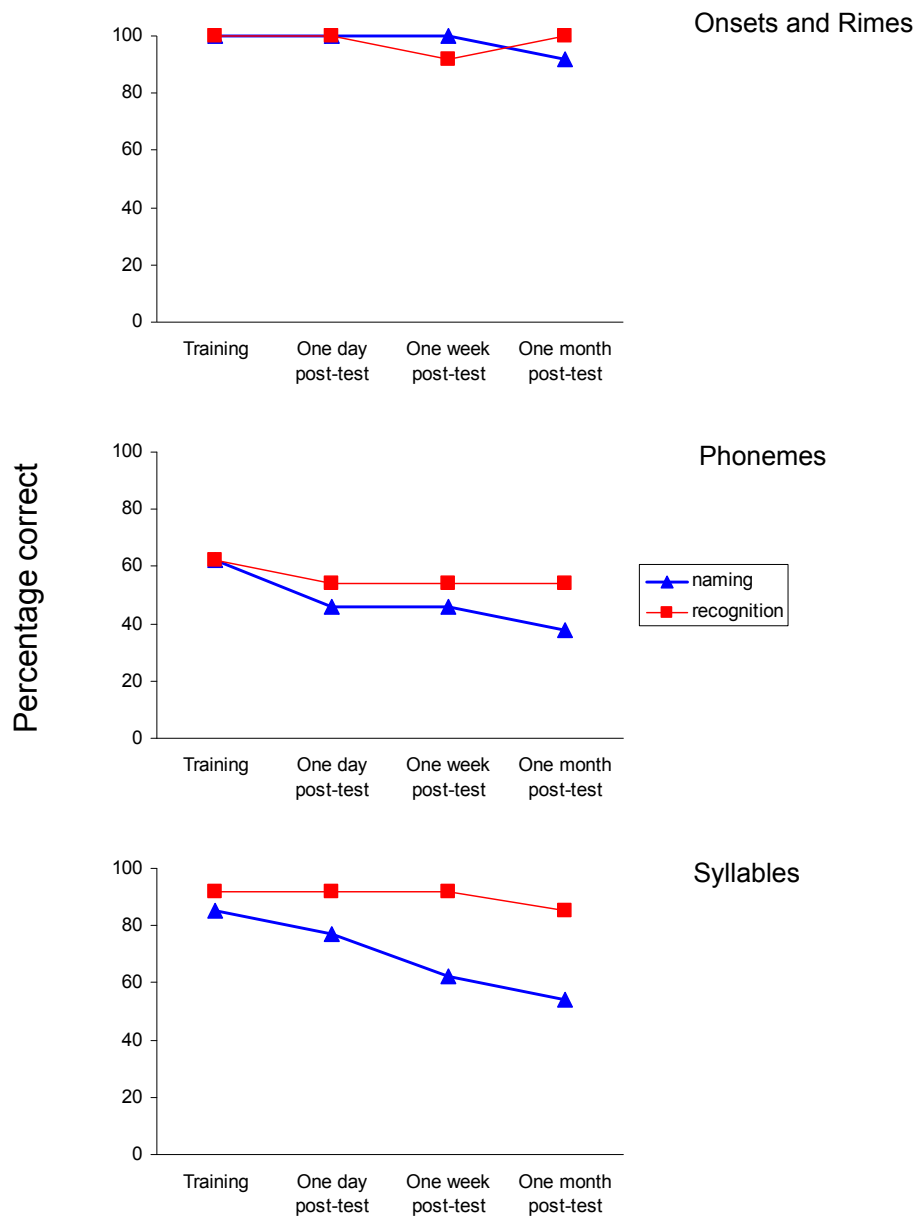 Onsets and Rimes
100
80
60
40
20
0
Training
One day
post-test
One week
post-test
One month
post-test
Percentage correct
Phonemes
100
80
60
40
20
0
naming
recognition
Training
One day
post-test
One week
post-test
One month
post-test
Syllables
100
80
60
40
20
0
Training
One day
post-test
One week
post-test
One month
post-test